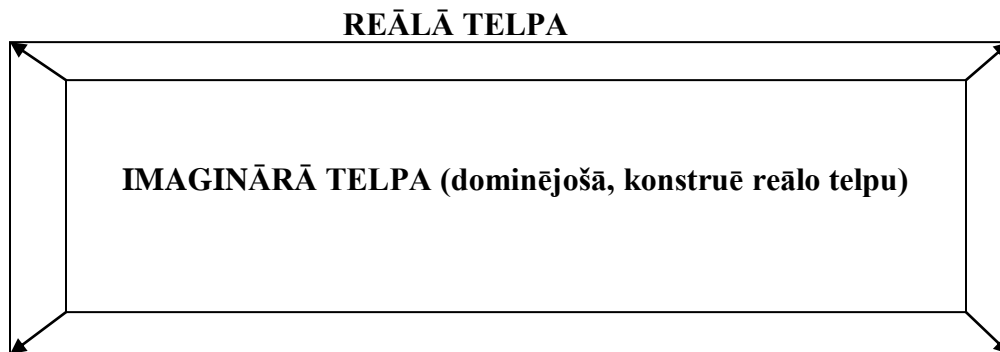 REĀLĀ TELPA
IMAGINĀRĀ TELPA (dominējošā, konstruē reālo telpu)